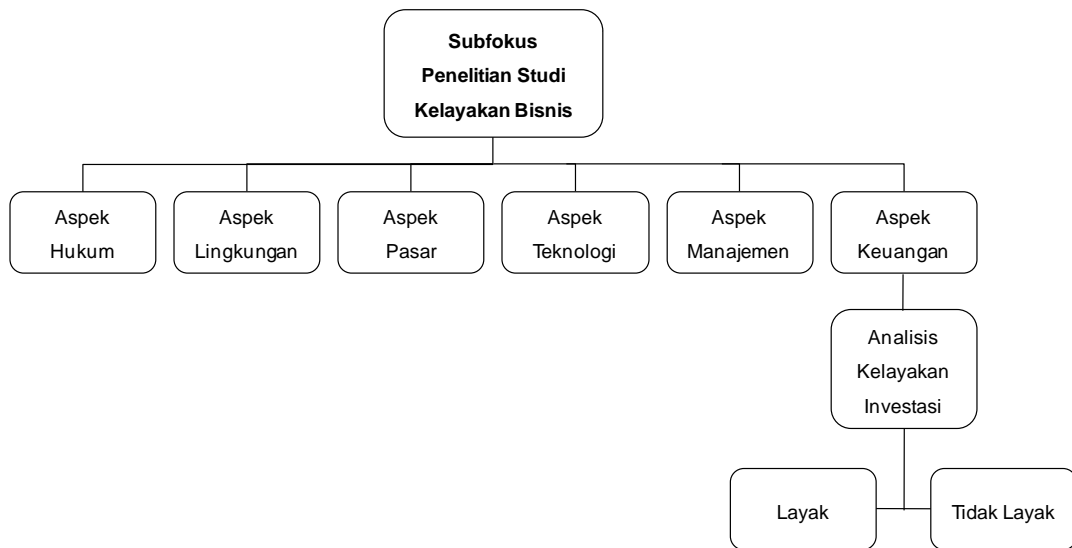 Subfokus
Penelitian Studi
Kelayakan Bisnis
Aspek
Hukum
Aspek
Lingkungan
Aspek
Pasar
Aspek
Teknologi
Aspek
Manajemen
Aspek
Keuangan
Analisis
Kelayakan
Investasi
Layak
Tidak Layak